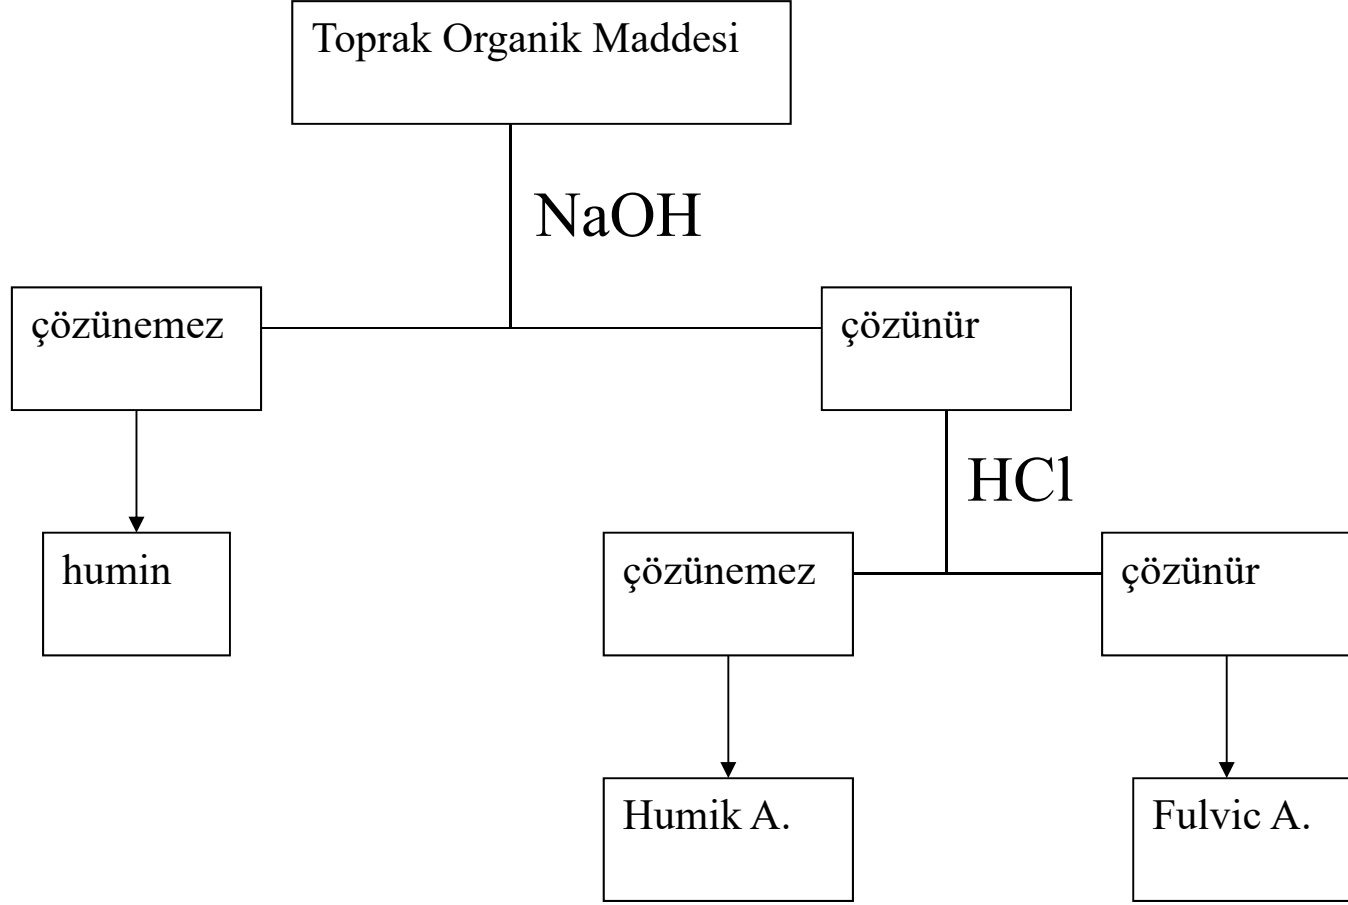 Toprak Organik Maddesi
NaOH
çözünemez
çözünür
HCl
humin
çözünemez
çözünür
Humik A.
Fulvic A.